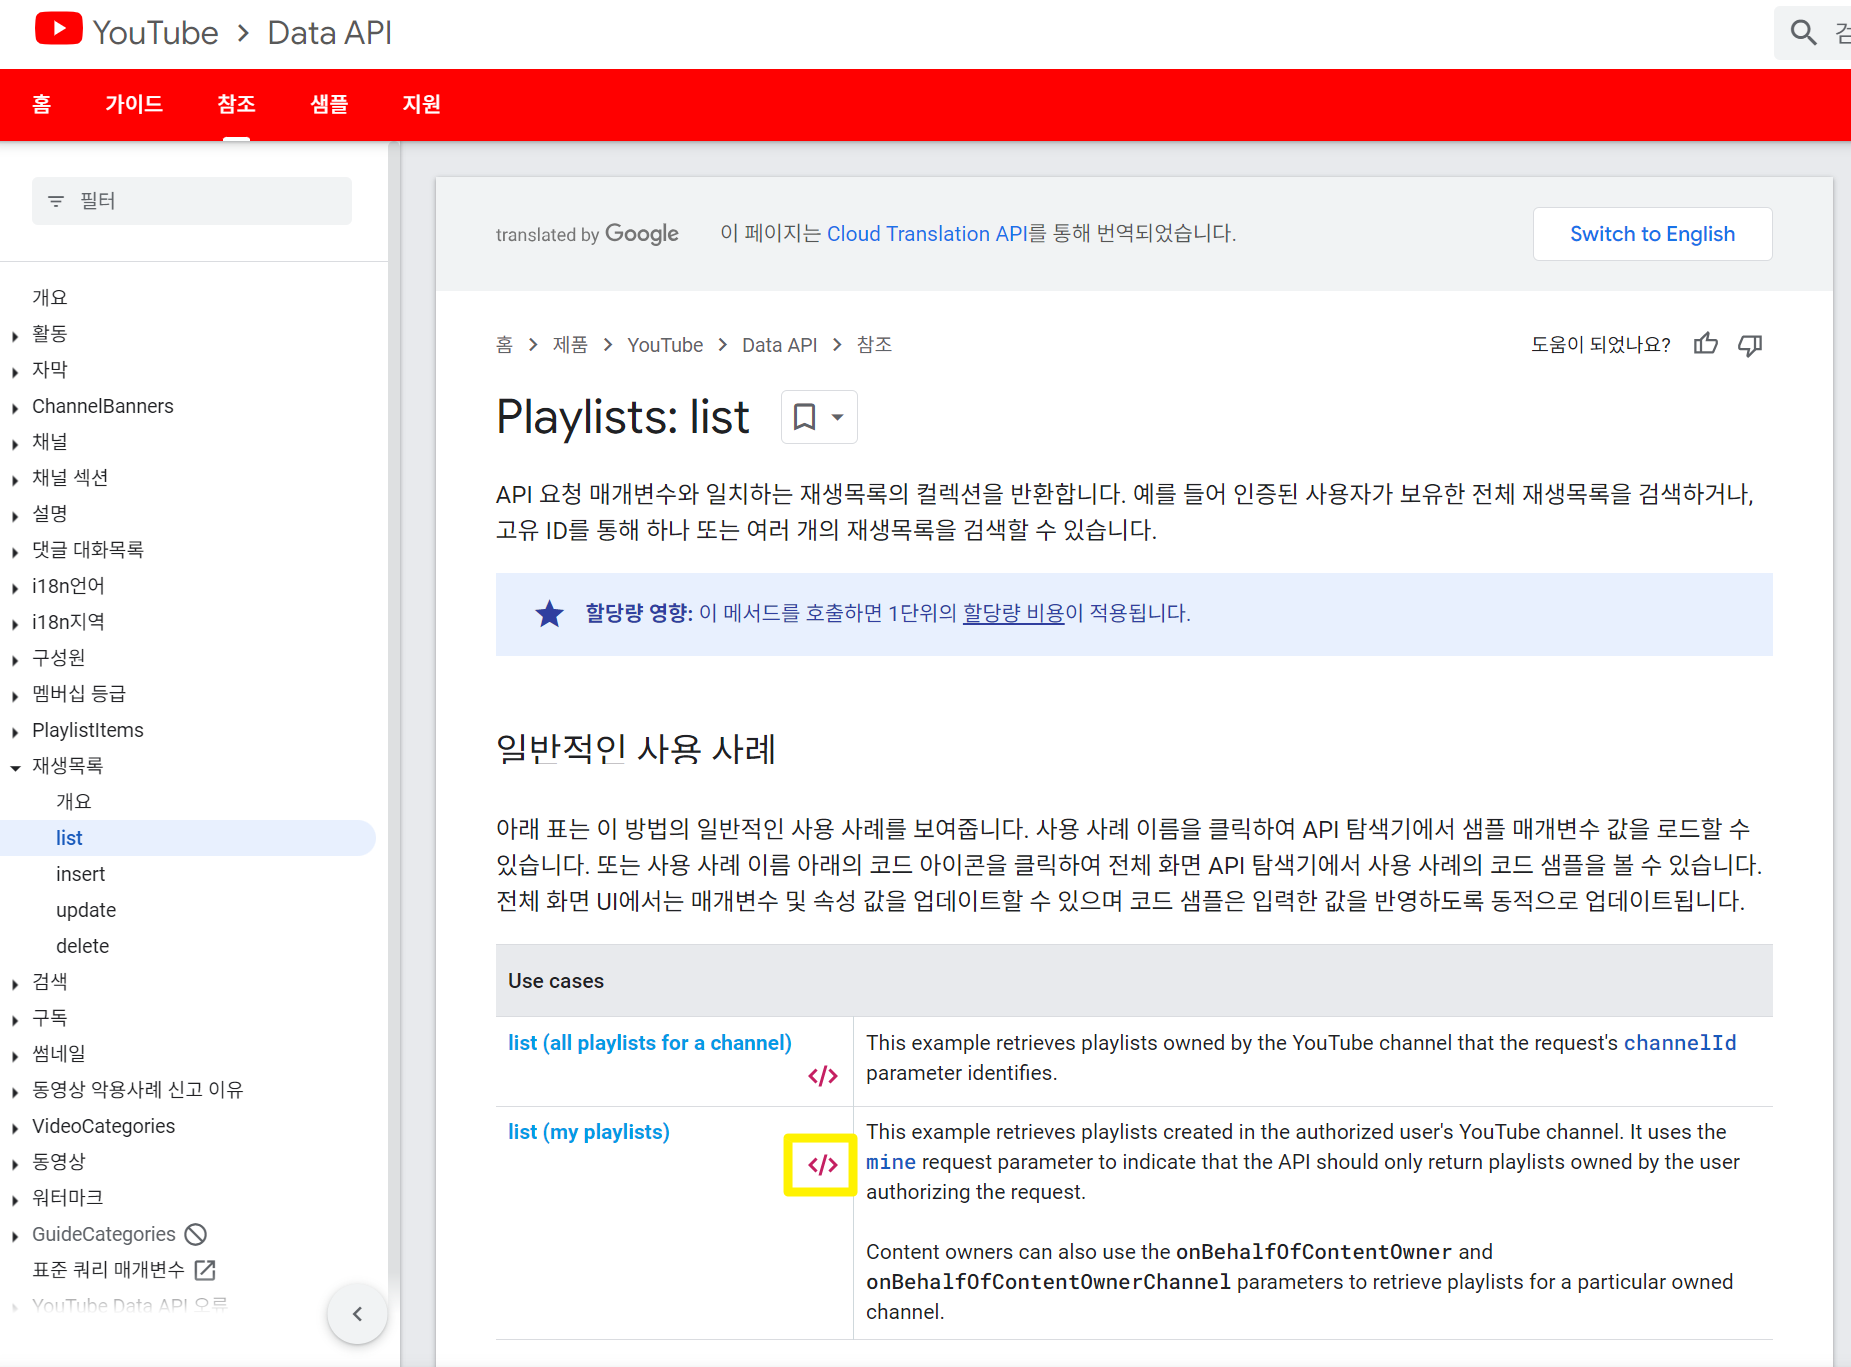 YouTube > Data API
검
홈 가이드 참조 샘플 지원
필터
개요
활동
자막
ChannelBanners
채널
채널 섹션
설명
댓글 대화목록
i18n언어
i18n지역
구성원
멤버십 등급
PlaylistItems
재생목록
개요
list
insert
update
delete
검색
구독
썸네일
동영상 악용사례 신고 이유
VideoCategories
동영상
워터마크
GuideCategories
표준 쿼리 매개변수
YouTube Data API 오류
translated by Google 이 페이지는 Cloud Translation API를 통해 번역되었습니다.
Switch to English
홈 > 제품 > YouTube > Data API > 참조
도움이 되었나요?
Playlists: list
API 요청 매개변수와 일치하는 재생목록의 컬렉션을 반환합니다. 예를 들어 인증된 사용자가 보유한 전체 재생목록을 검색하거나,
고유 ID를 통해 하나 또는 여러 개의 재생목록을 검색할 수 있습니다.
할당량 영향: 이 메서드를 호출하면 1단위의 할당량 비용이 적용됩니다.
일반적인 사용 사례
아래 표는 이 방법의 일반적인 사용 사례를 보여줍니다. 사용 사례 이름을 클릭하여 API 탐색기에서 샘플 매개변수 값을 로드할 수
있습니다. 또는 사용 사례 이름 아래의 코드 아이콘을 클릭하여 전체 화면 API 탐색기에서 사용 사례의 코드 샘플을 볼 수 있습니다.
전체 화면 UI에서는 매개변수 및 속성 값을 업데이트할 수 있으며 코드 샘플은 입력한 값을 반영하도록 동적으로 업데이트됩니다.
Use cases
list (all playlists for a channel)
</>
This example retrieves playlists owned by the YouTube channel that the request's channelId
parameter identifies.
list (my playlists)
</>
This example retrieves playlists created in the authorized user's YouTube channel. It uses the
mine request parameter to indicate that the API should only return playlists owned by the user
authorizing the request.
Content owners can also use the onBehalfOfContentOwner and
onBehalfOfContentOwnerChannel parameters to retrieve playlists for a particular owned
channel.